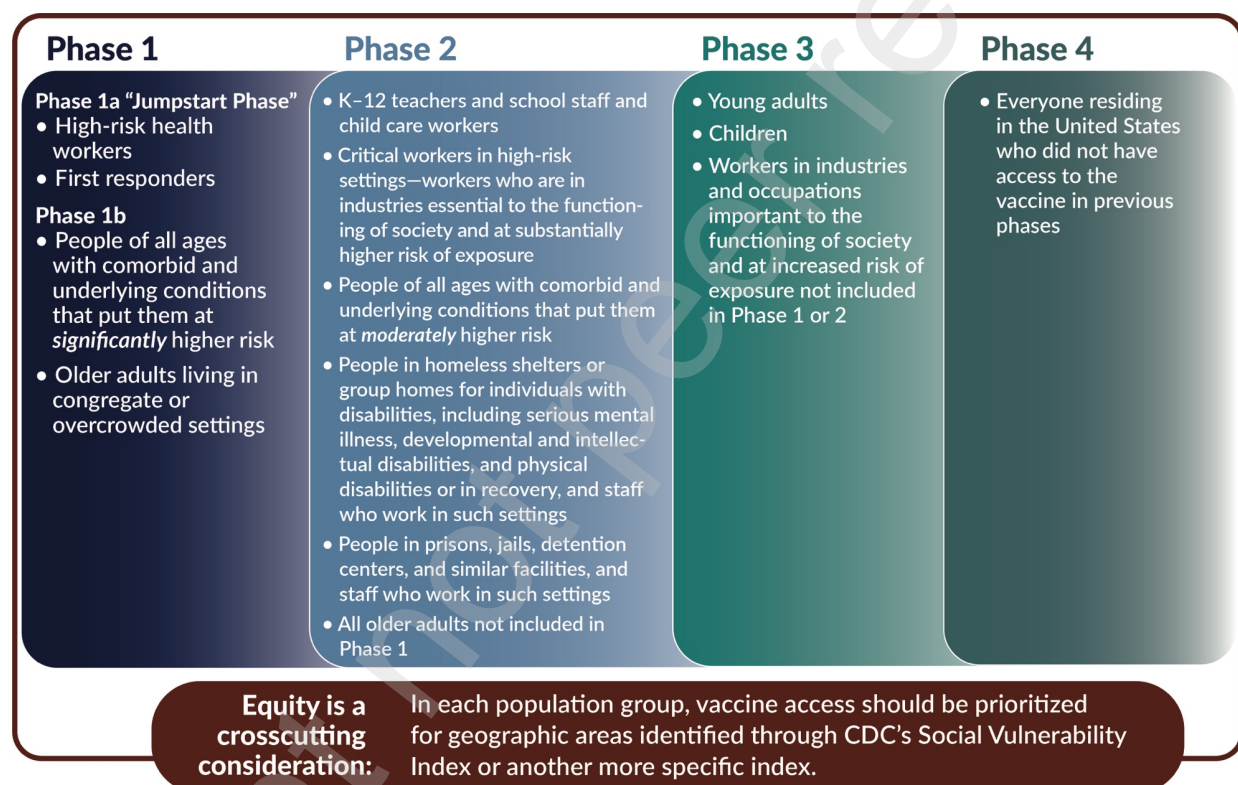 Phase 1
Phase 1a “Jumpstart Phase”
• High-risk health
workers
• First responders
Phase 1b
• People of all ages
with comorbid and
underlying conditions
that put them at
significantly higher risk
• Older adults living in
congregate or
overcrowded settings
Phase 2
• K–12 teachers and school staff and
child care workers
• Critical workers in high-risk
settings—workers who are in
industries essential to the function-
ing of society and at substantially
higher risk of exposure
• People of all ages with comorbid and
underlying conditions that put them
at moderately higher risk
• People in homeless shelters or
group homes for individuals with
disabilities, including serious mental
illness, developmental and intellec-
tual disabilities, and physical
disabilities or in recovery, and staff
who work in such settings
• People in prisons, jails, detention
centers, and similar facilities, and
staff who work in such settings
• All older adults not included in
Phase 1
Phase 3
• Young adults
• Children
• Workers in industries
and occupations
important to the
functioning of society
and at increased risk of
exposure not included
in Phase 1 or 2
Phase 4
• Everyone residing
in the United States
who did not have
access to the
vaccine in previous
phases
Equity is a
crosscutting
consideration:
In each population group, vaccine access should be prioritized
for geographic areas identified through CDC’s Social Vulnerability
Index or another more specific index.
not peer re